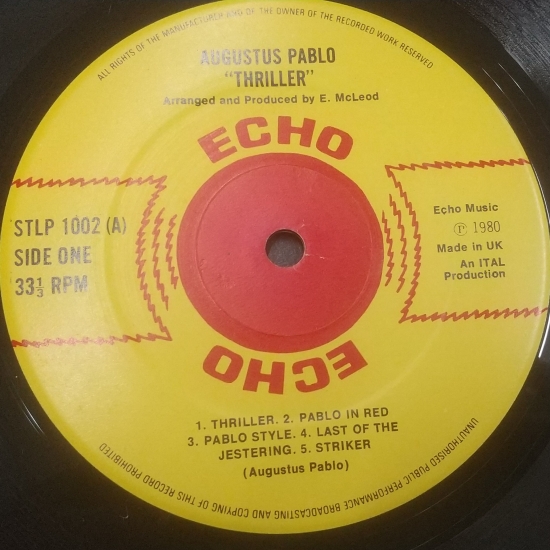 ALL RIGHTS OF THE MANUFACTURER AND OF THE OWNER OF THE RECORDED WORK RESERVED
AUGUSTUS PABLO
"THRILLER"
Arranged and Produced by E. McLeod
ECHO
STLP 1002 (A)
SIDE ONE
33⅓ RPM
Echo Music
℗ 1980
Made in UK
An ITAL
Production
ECHO
1. THRILLER. 2. PABLO IN RED
3. PABLO STYLE. 4. LAST OF THE
JESTERING. 5. STRIKER
(Augustus Pablo)
UNAUTHORISED PUBLIC PERFORMANCE BROADCASTING AND COPYING OF THIS RECORD PROHIBITED